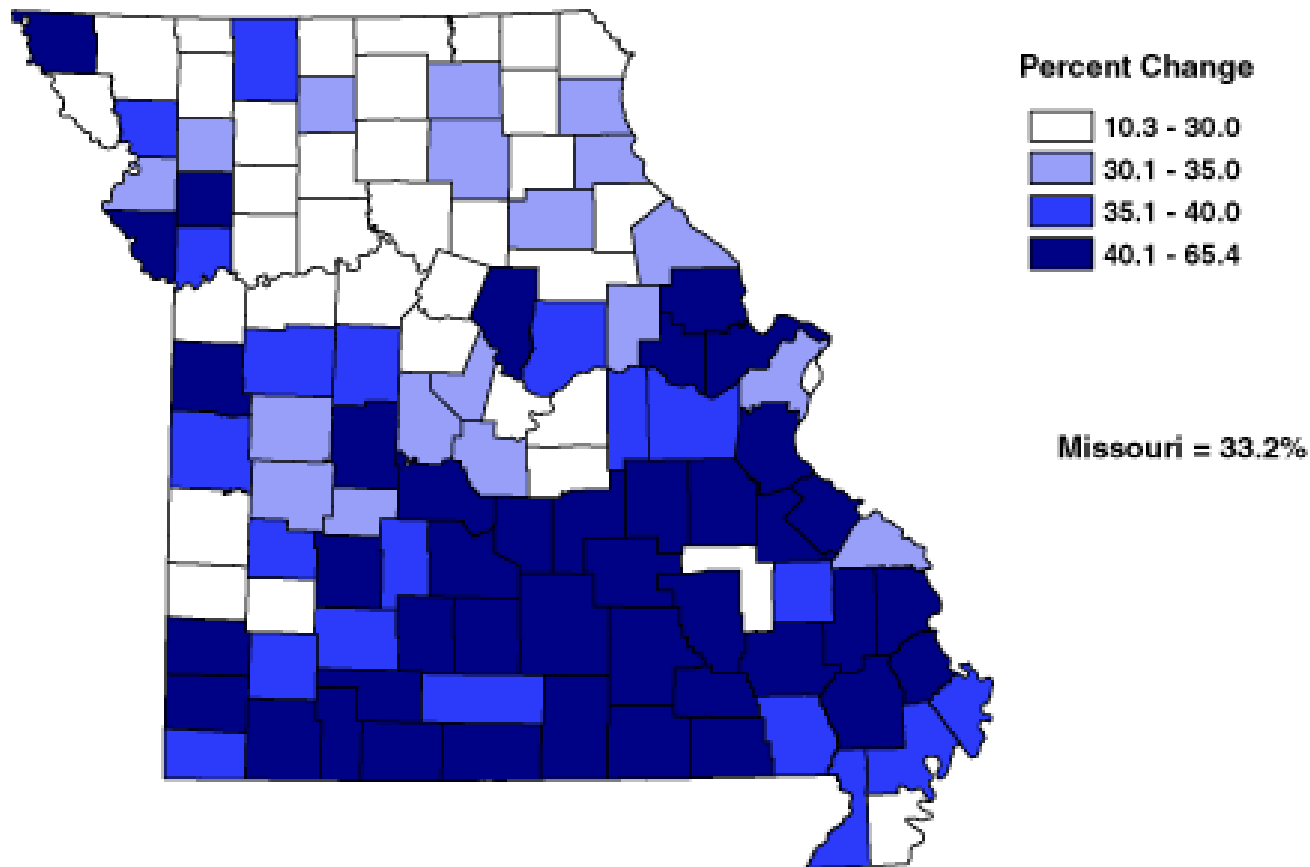 Percent Change
10.3 - 30.0
30.1 - 35.0
35.1 - 40.0
40.1 - 65.4
Missouri = 33.2%